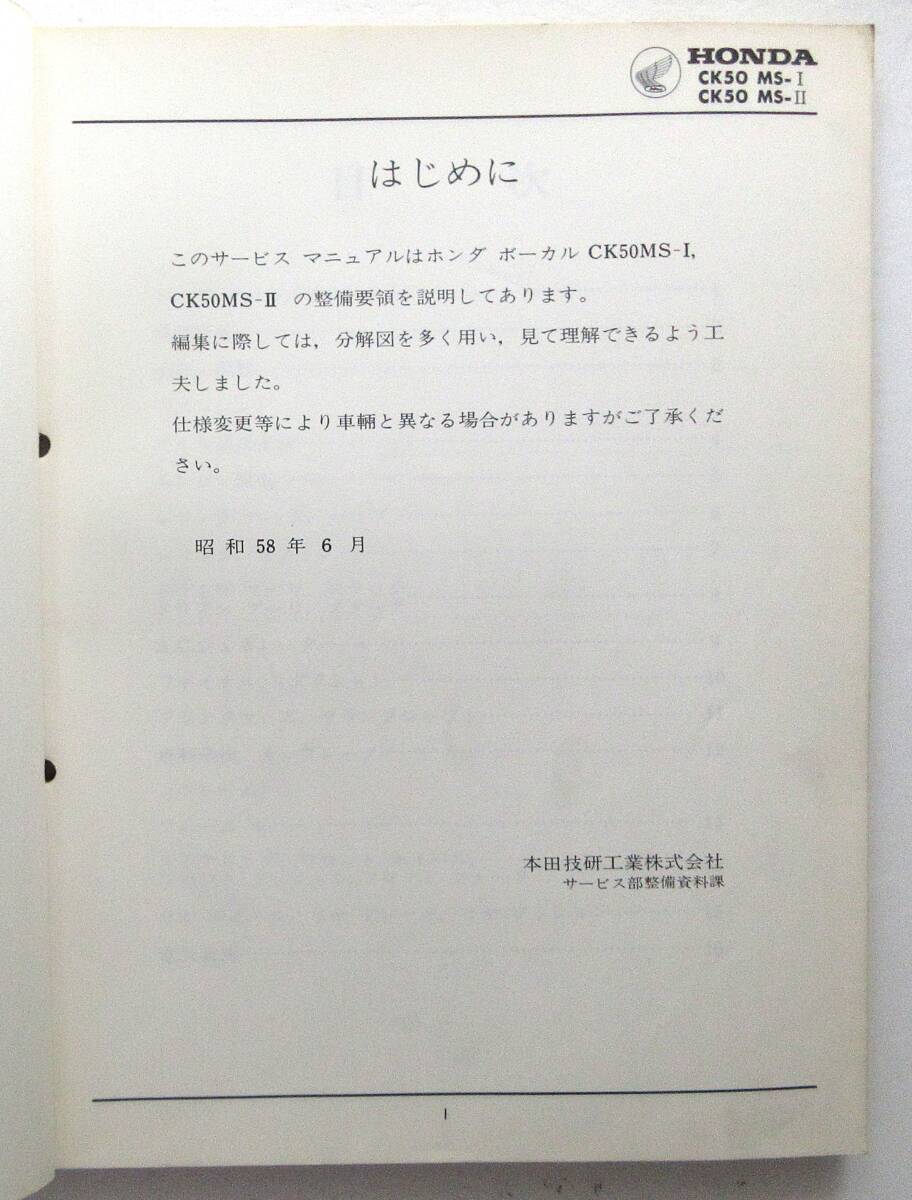 HONDA
CK50 MS-Ⅰ
CK50 MS-Ⅱ
はじめに
このサービス マニュアルはホンダ ボーカル CK50MS-Ⅰ,
CK50MS-Ⅱ の整備要領を説明してあります。
編集に際しては, 分解図を多く用い, 見て理解できるよう工
夫しました。
仕様変更等により車輌と異なる場合がありますがご了承くだ
さい。
昭和 58 年 6 月
本田技研工業株式会社
サービス部整備資料課
1